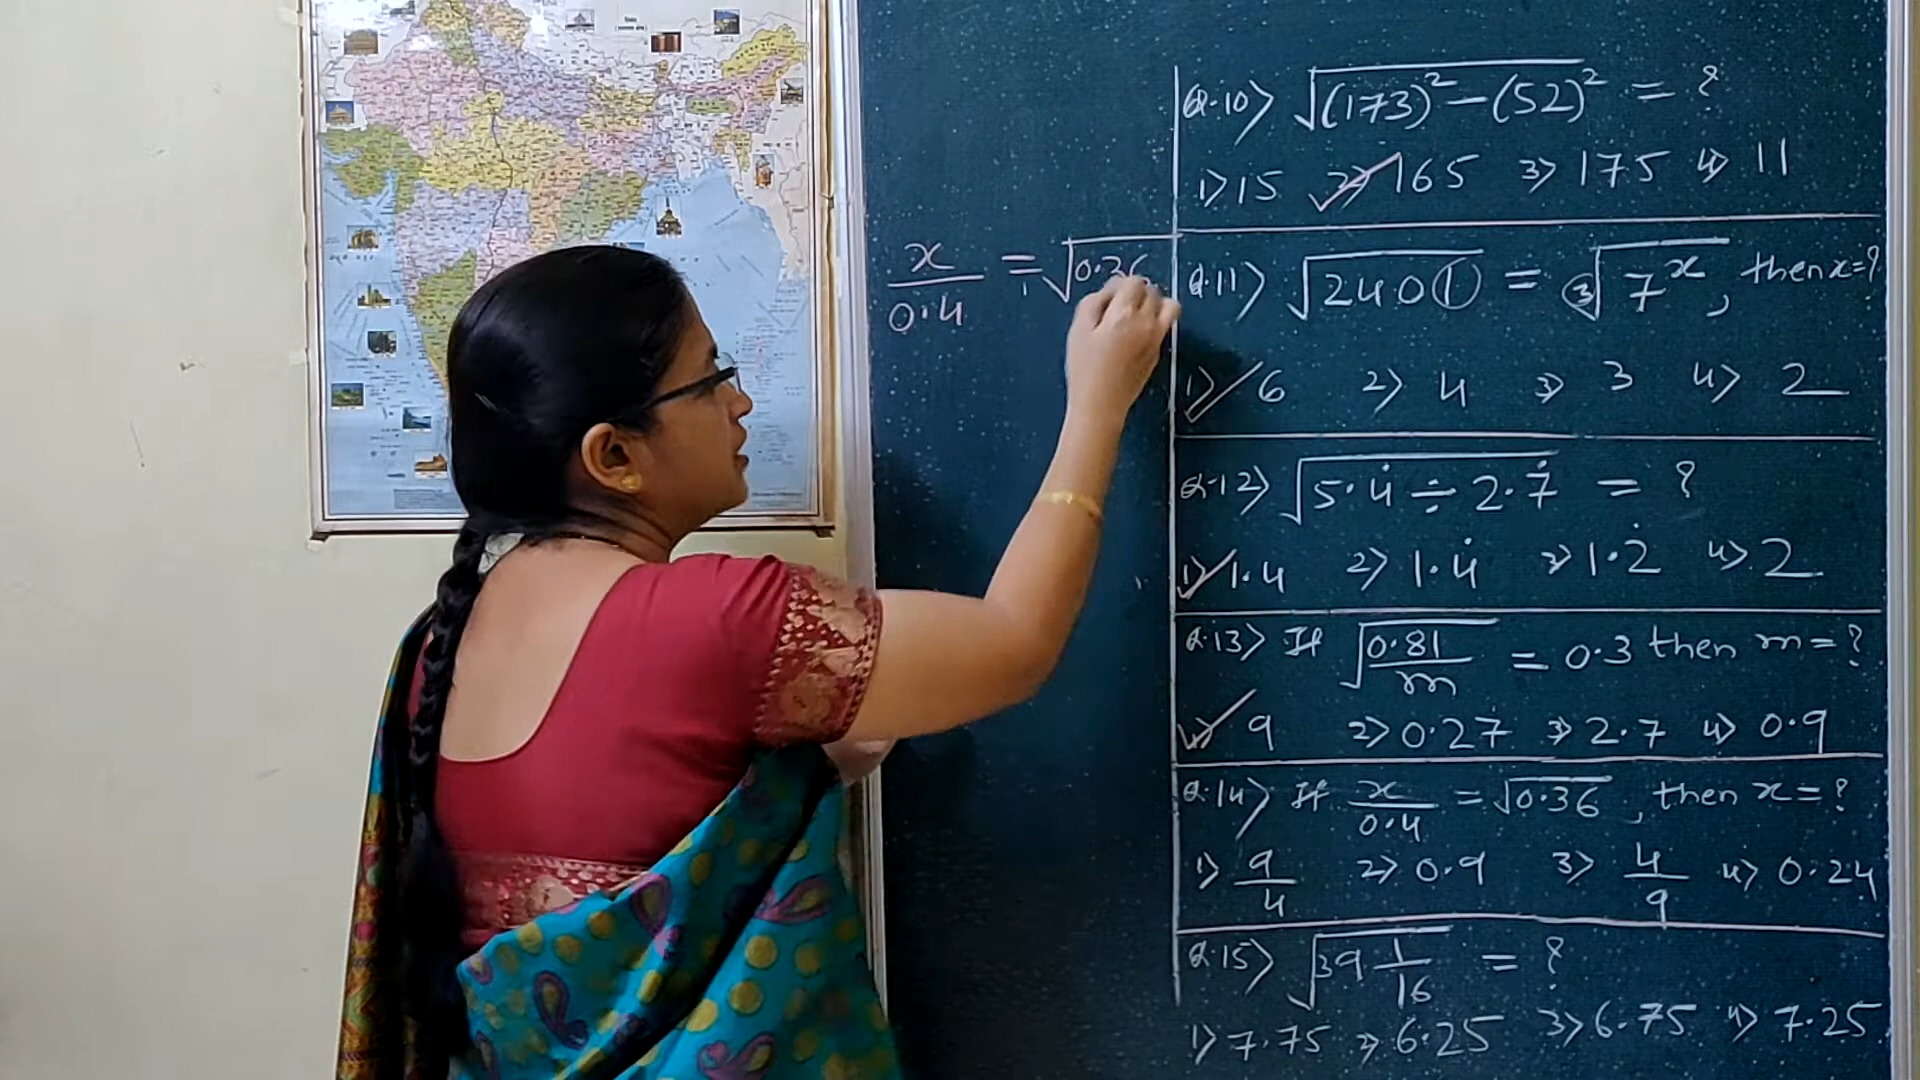 x/0.4 = √0.36
Q.10) √(173)² – (52)² = ?
1) 15 2) 165 3) 175 4) 11
Q.11) √2401 = ³√7ˣ, then x=?
1) 6 2) 4 3) 3 4) 2
Q.12) √5.4̇ ÷ 2.7̇ = ?
1) 1.4 2) 1.4̇ 3) 1.2̇ 4) 2
Q.13) If √0.81/m = 0.3 then m=?
1) 9 2) 0.27 3) 2.7 4) 0.9
Q.14) If x/0.4 = √0.36, then x=?
1) 9/4 2) 0.9 3) 4/9 4) 0.24
Q.15) √39 1/16 = ?
1) 7.75 2) 6.25 3) 6.75 4) 7.25